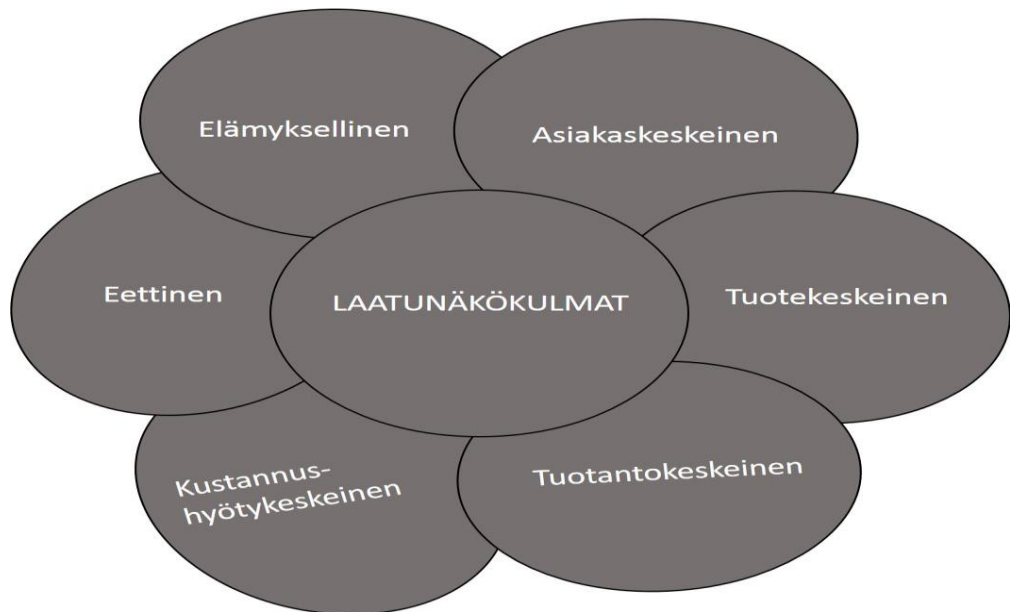 Elämyksellinen
Asiakaskeskeinen
Eettinen
LAATUNÄKÖKULMAT
Tuotekeskeinen
Kustannus-
hyötykeskeinen
Tuotantokeskeinen